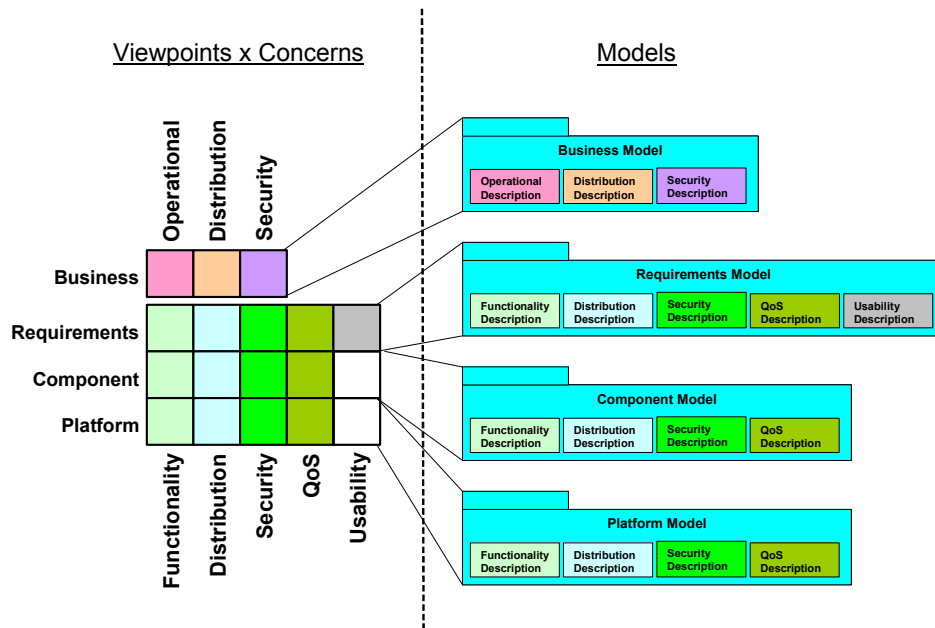 Viewpoints x Concerns
Operational
Distribution
Security
Business
Requirements
Component
Platform
Functionality
Distribution
Security
QoS
Usability
Models
Business Model
Operational
Description
Distribution
Description
Security
Description
Requirements Model
Functionality
Description
Distribution
Description
Security
Description
QoS
Description
Usability
Description
Component Model
Functionality
Description
Distribution
Description
Security
Description
QoS
Description
Platform Model
Functionality
Description
Distribution
Description
Security
Description
QoS
Description